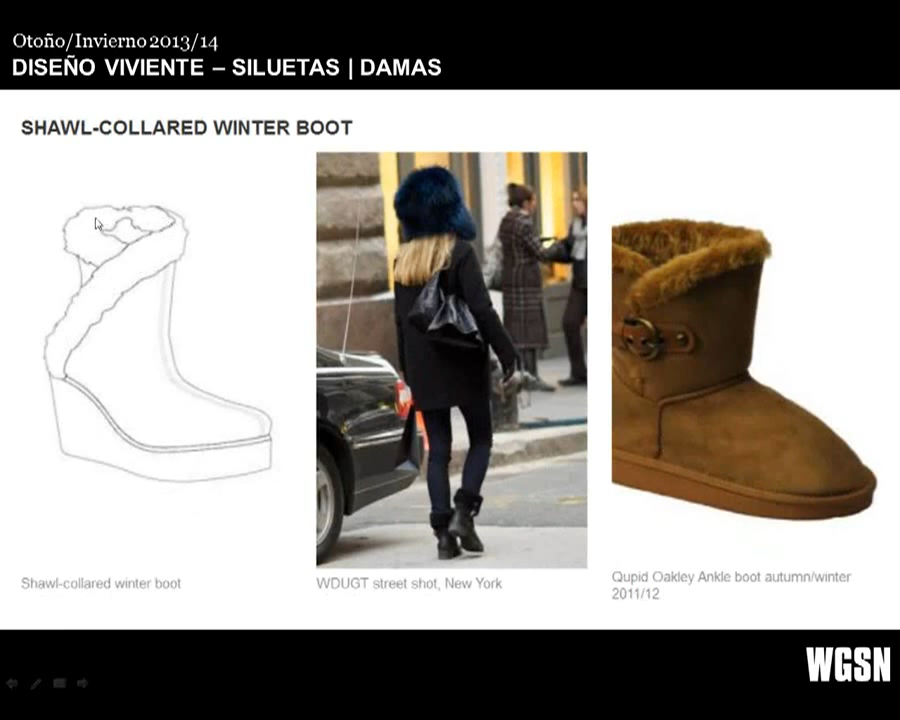 Otoño/Invierno 2013/14
DISEÑO VIVIENTE – SILUETAS | DAMAS
SHAWL-COLLARED WINTER BOOT
Shawl-collared winter boot
WDUGT street shot, New York
Qupid Oakley Ankle boot autumn/winter
2011/12
WGSN